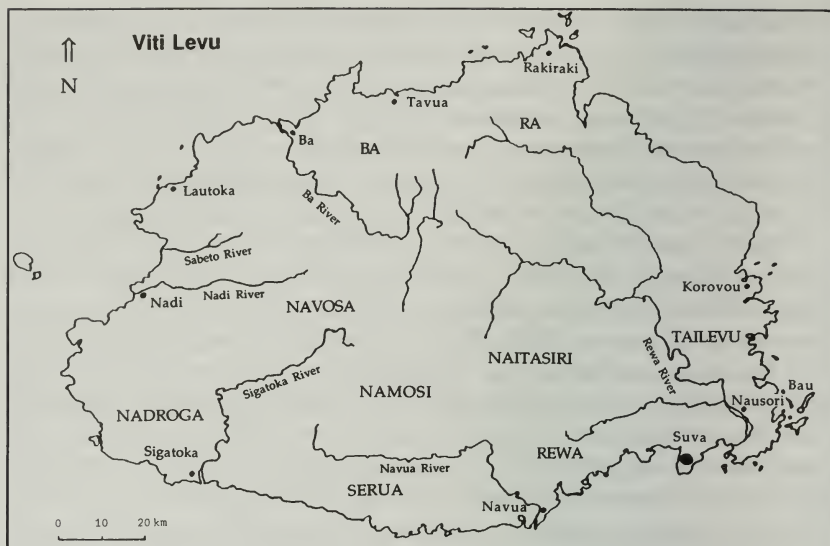 Viti Levu
N
Rakiraki
Tavua
RA
Ba
BA
Lautoka
Ba River
Sabeto River
Korovou
Nadi River
Nadi
NAVOSA
TAILEVU
NAITASIRI
Rewa River
Sigatoka River
NAMOSI
Bau
Nausori
NADROGA
Suva
REWA
Sigatoka
Navua River
SERUA
Navua
0 10 20 km